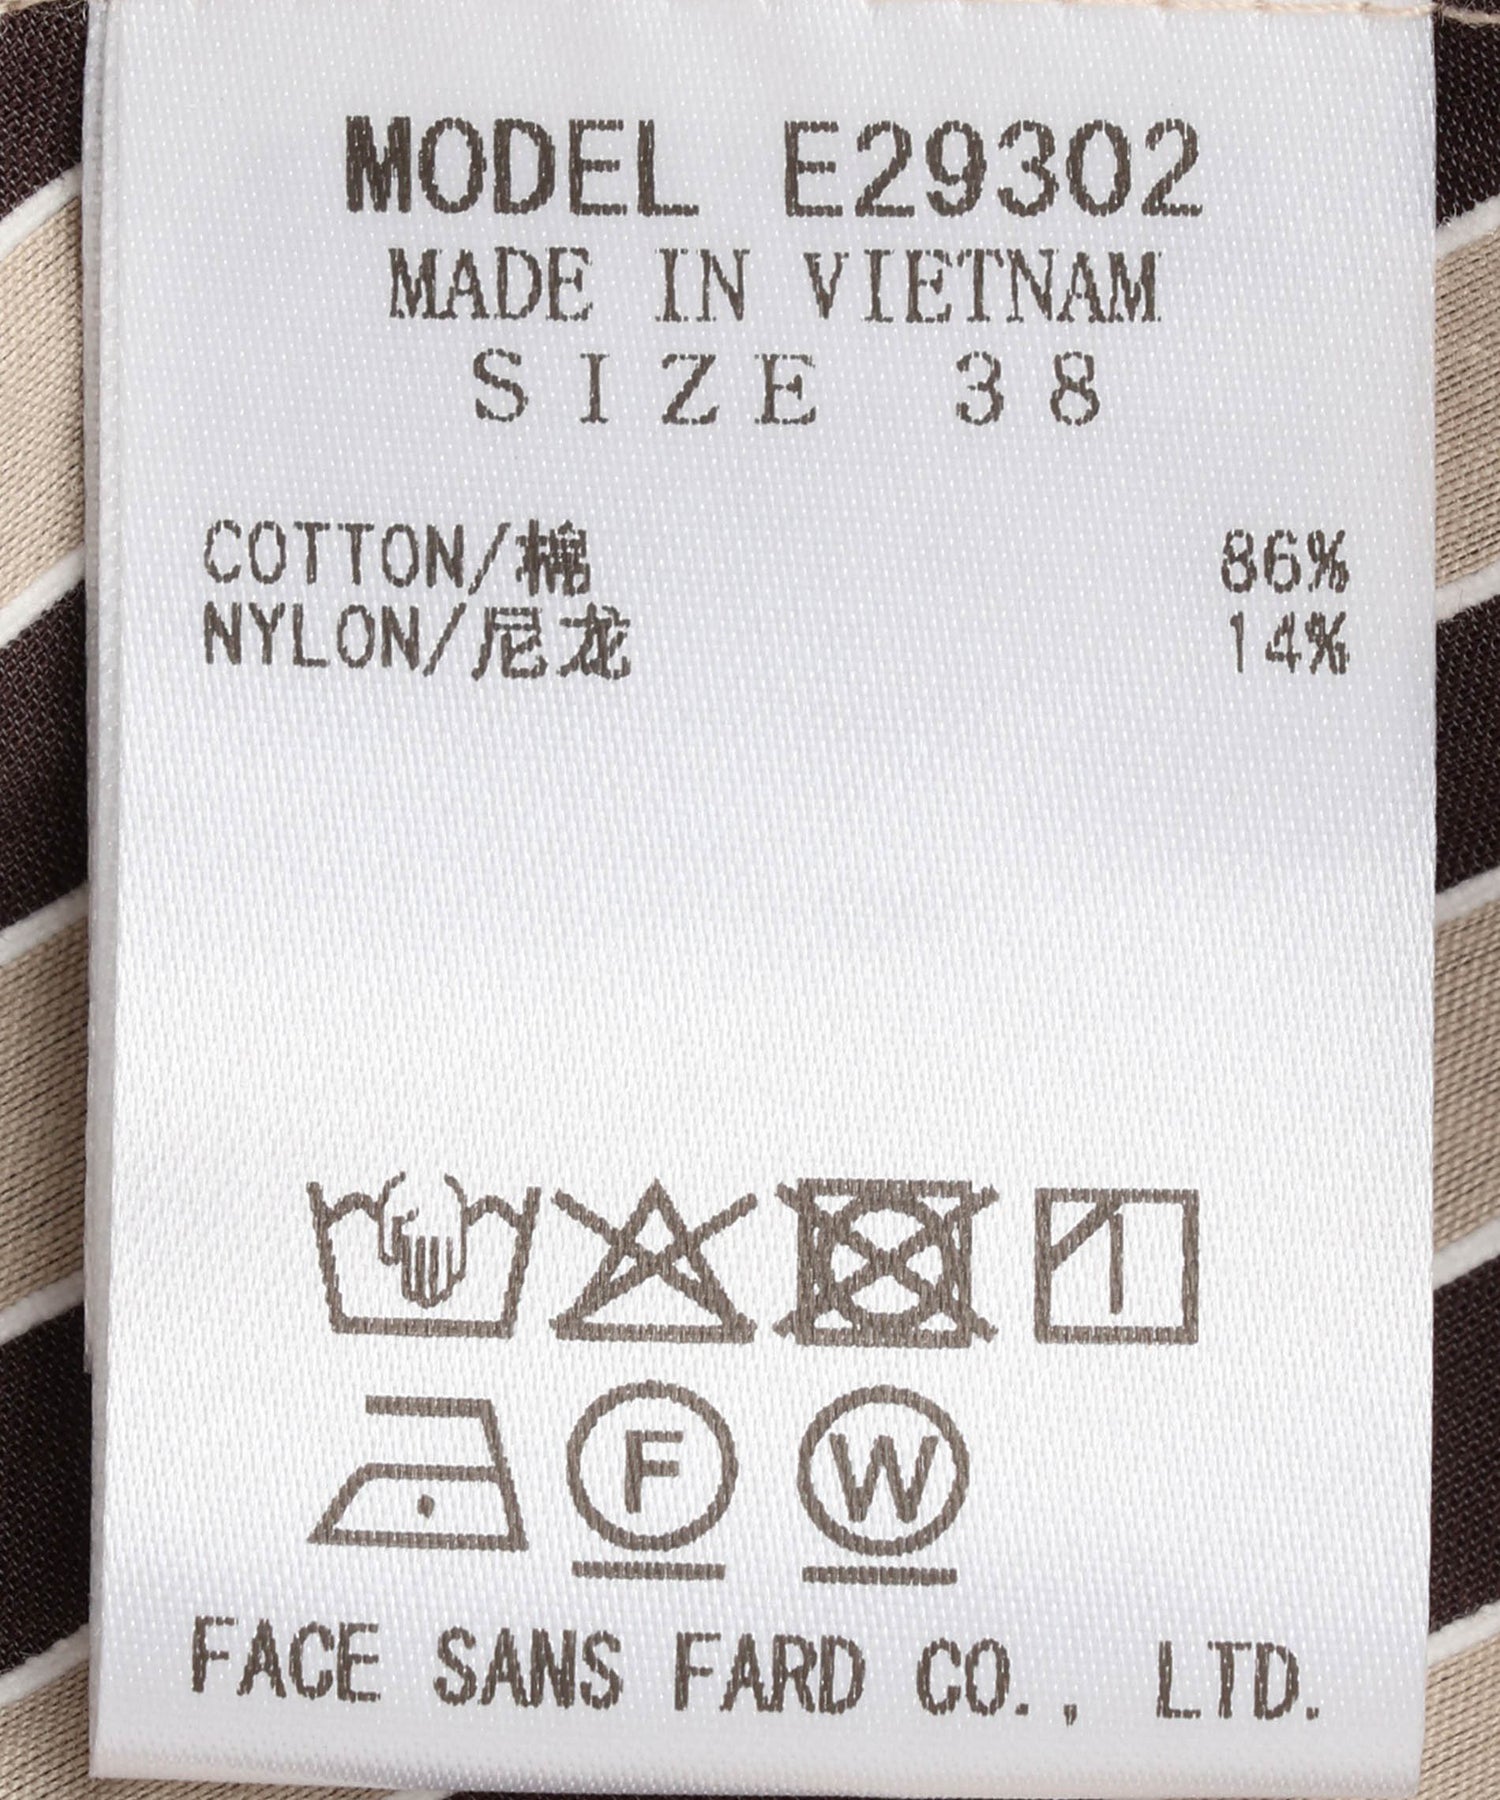 MODEL E29302
MADE IN VIETNAM
SIZE 38
COTTON/棉 86%
NYLON/尼龙 14%
F W
FACE SANS FARD CO., LTD.